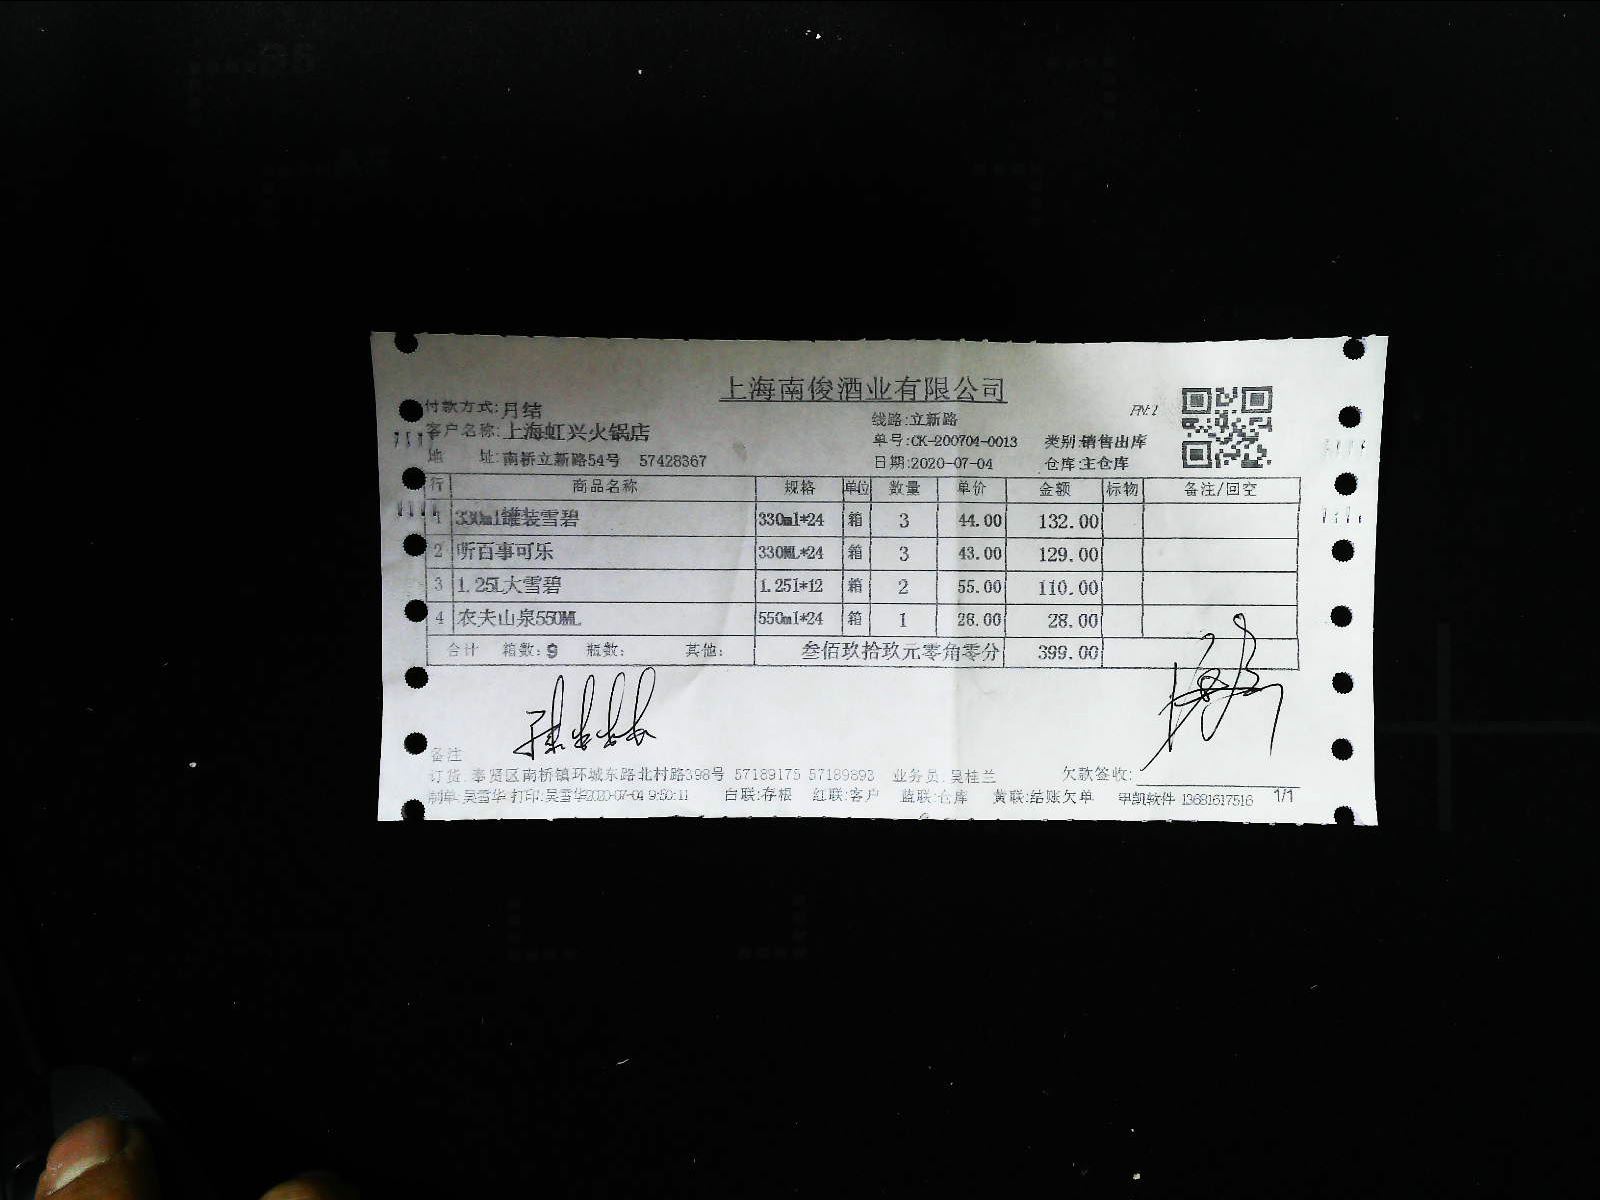 上海南俊酒业有限公司
付款方式:月结
线路:立新路
客户名称:上海虹兴火锅店
单号:CK-200704-0013 类别:销售出库
地 址:南桥立新路54号 57428367
日期:2020-07-04 仓库:主仓库
行 商品名称 规格 单位 数量 单价 金额 标物 备注/回空
1 330ml罐装雪碧 330ml*24 箱 3 44.00 132.00
2 听百事可乐 330ML*24 箱 3 43.00 129.00
3 1.25L大雪碧 1.25l*12 箱 2 55.00 110.00
4 农夫山泉550ML 550ml*24 箱 1 28.00 28.00
合计 箱数:9 瓶数: 其他: 叁佰玖拾玖元零角零分 399.00
备注
订货:奉贤区南桥镇环城东路北村路398号 57189175 57189893 业务员:吴桂兰 欠款签收:
制单:吴雪华 打印:吴雪华2020-07-04 9:50:11 白联:存根 红联:客户 蓝联:仓库 黄联:结账欠单 甲凯软件 13681617516 1/1